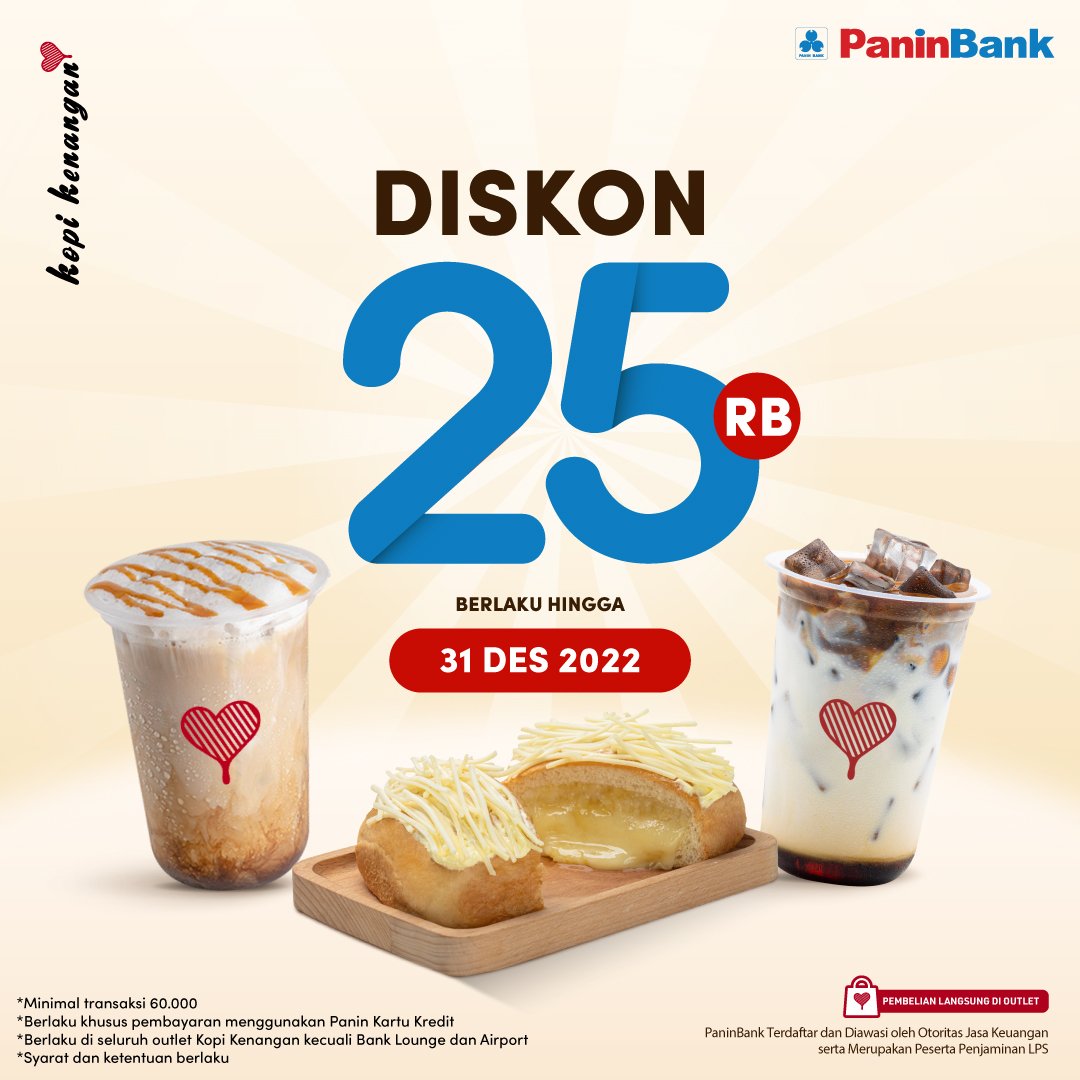 kopi kenangan
PANIN BANK
PaninBank
DISKON
25
RB
BERLAKU HINGGA
31 DES 2022
*Minimal transaksi 60.000
*Berlaku khusus pembayaran menggunakan Panin Kartu Kredit
*Berlaku di seluruh outlet Kopi Kenangan kecuali Bank Lounge dan Airport
*Syarat dan ketentuan berlaku
PEMBELIAN LANGSUNG DI OUTLET
PaninBank Terdaftar dan Diawasi oleh Otoritas Jasa Keuangan
serta Merupakan Peserta Penjaminan LPS